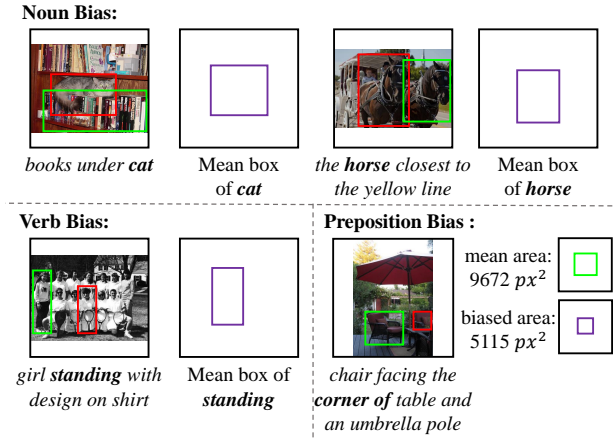 Noun Bias:
books under cat
Mean box
of cat
the horse closest to
the yellow line
Mean box
of horse
Verb Bias:
girl standing with
design on shirt
Mean box of
standing
Preposition Bias :
chair facing the
corner of table and
an umbrella pole
mean area:
9672 px²
biased area:
5115 px²